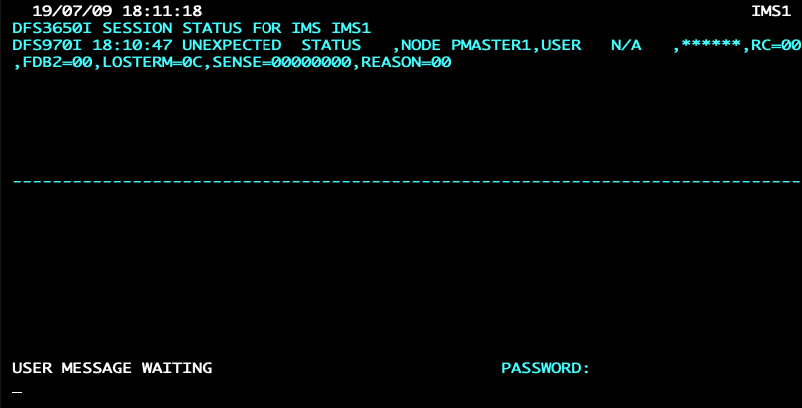 19/07/09 18:11:18 IMS1
DFS3650I SESSION STATUS FOR IMS IMS1
DFS970I 18:10:47 UNEXPECTED STATUS ,NODE PMASTER1,USER N/A ,******,RC=00
,FDB2=00,LOSTERM=0C,SENSE=00000000,REASON=00
--------------------------------------------------------------------------------
USER MESSAGE WAITING PASSWORD:
_